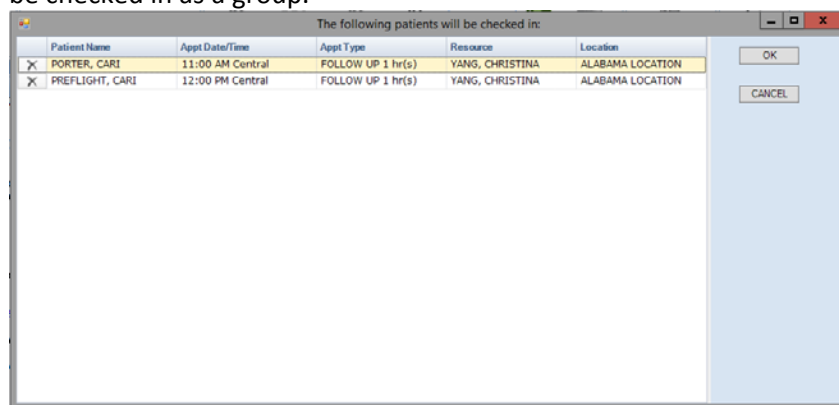 be checked in as a group.
The following patients will be checked in:
Patient Name Appt Date/Time Appt Type Resource Location
PORTER, CARI 11:00 AM Central FOLLOW UP 1 hr(s) YANG, CHRISTINA ALABAMA LOCATION
PREFLIGHT, CARI 12:00 PM Central FOLLOW UP 1 hr(s) YANG, CHRISTINA ALABAMA LOCATION
OK
CANCEL